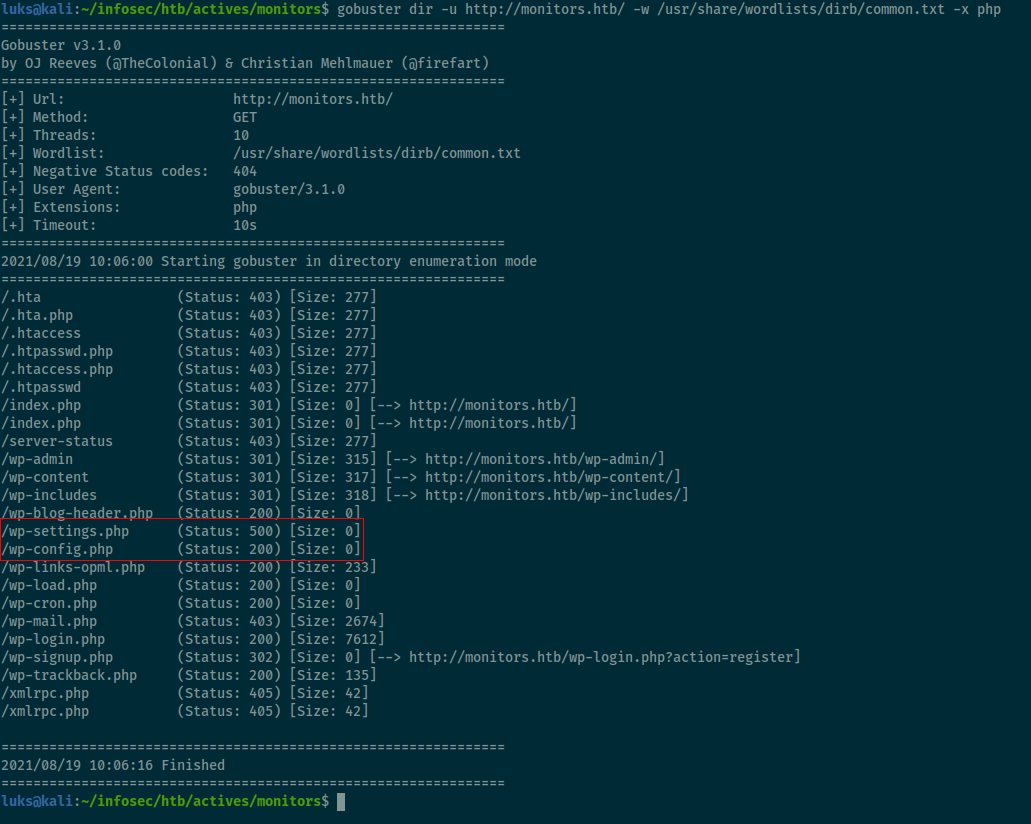 luks@kali:~/infosec/htb/actives/monitors$ gobuster dir -u http://monitors.htb/ -w /usr/share/wordlists/dirb/common.txt -x php
===============================================================
Gobuster v3.1.0
by OJ Reeves (@TheColonial) & Christian Mehlmauer (@firefart)
===============================================================
[+] Url:                     http://monitors.htb/
[+] Method:                  GET
[+] Threads:                 10
[+] Wordlist:                /usr/share/wordlists/dirb/common.txt
[+] Negative Status codes:   404
[+] User Agent:              gobuster/3.1.0
[+] Extensions:              php
[+] Timeout:                 10s
===============================================================
2021/08/19 10:06:00 Starting gobuster in directory enumeration mode
===============================================================
/.hta                 (Status: 403) [Size: 277]
/.hta.php             (Status: 403) [Size: 277]
/.htaccess            (Status: 403) [Size: 277]
/.htpasswd.php        (Status: 403) [Size: 277]
/.htaccess.php        (Status: 403) [Size: 277]
/.htpasswd            (Status: 403) [Size: 277]
/index.php            (Status: 301) [Size: 0] [--> http://monitors.htb/]
/index.php            (Status: 301) [Size: 0] [--> http://monitors.htb/]
/server-status        (Status: 403) [Size: 277]
/wp-admin             (Status: 301) [Size: 315] [--> http://monitors.htb/wp-admin/]
/wp-content           (Status: 301) [Size: 317] [--> http://monitors.htb/wp-content/]
/wp-includes          (Status: 301) [Size: 318] [--> http://monitors.htb/wp-includes/]
/wp-blog-header.php   (Status: 200) [Size: 0]
/wp-settings.php      (Status: 500) [Size: 0]
/wp-config.php        (Status: 200) [Size: 0]
/wp-links-opml.php    (Status: 200) [Size: 233]
/wp-load.php          (Status: 200) [Size: 0]
/wp-cron.php          (Status: 200) [Size: 0]
/wp-mail.php          (Status: 403) [Size: 2674]
/wp-login.php         (Status: 200) [Size: 7612]
/wp-signup.php        (Status: 302) [Size: 0] [--> http://monitors.htb/wp-login.php?action=register]
/wp-trackback.php     (Status: 200) [Size: 135]
/xmlrpc.php           (Status: 405) [Size: 42]
/xmlrpc.php           (Status: 405) [Size: 42]
===============================================================
2021/08/19 10:06:16 Finished
===============================================================
luks@kali:~/infosec/htb/actives/monitors$